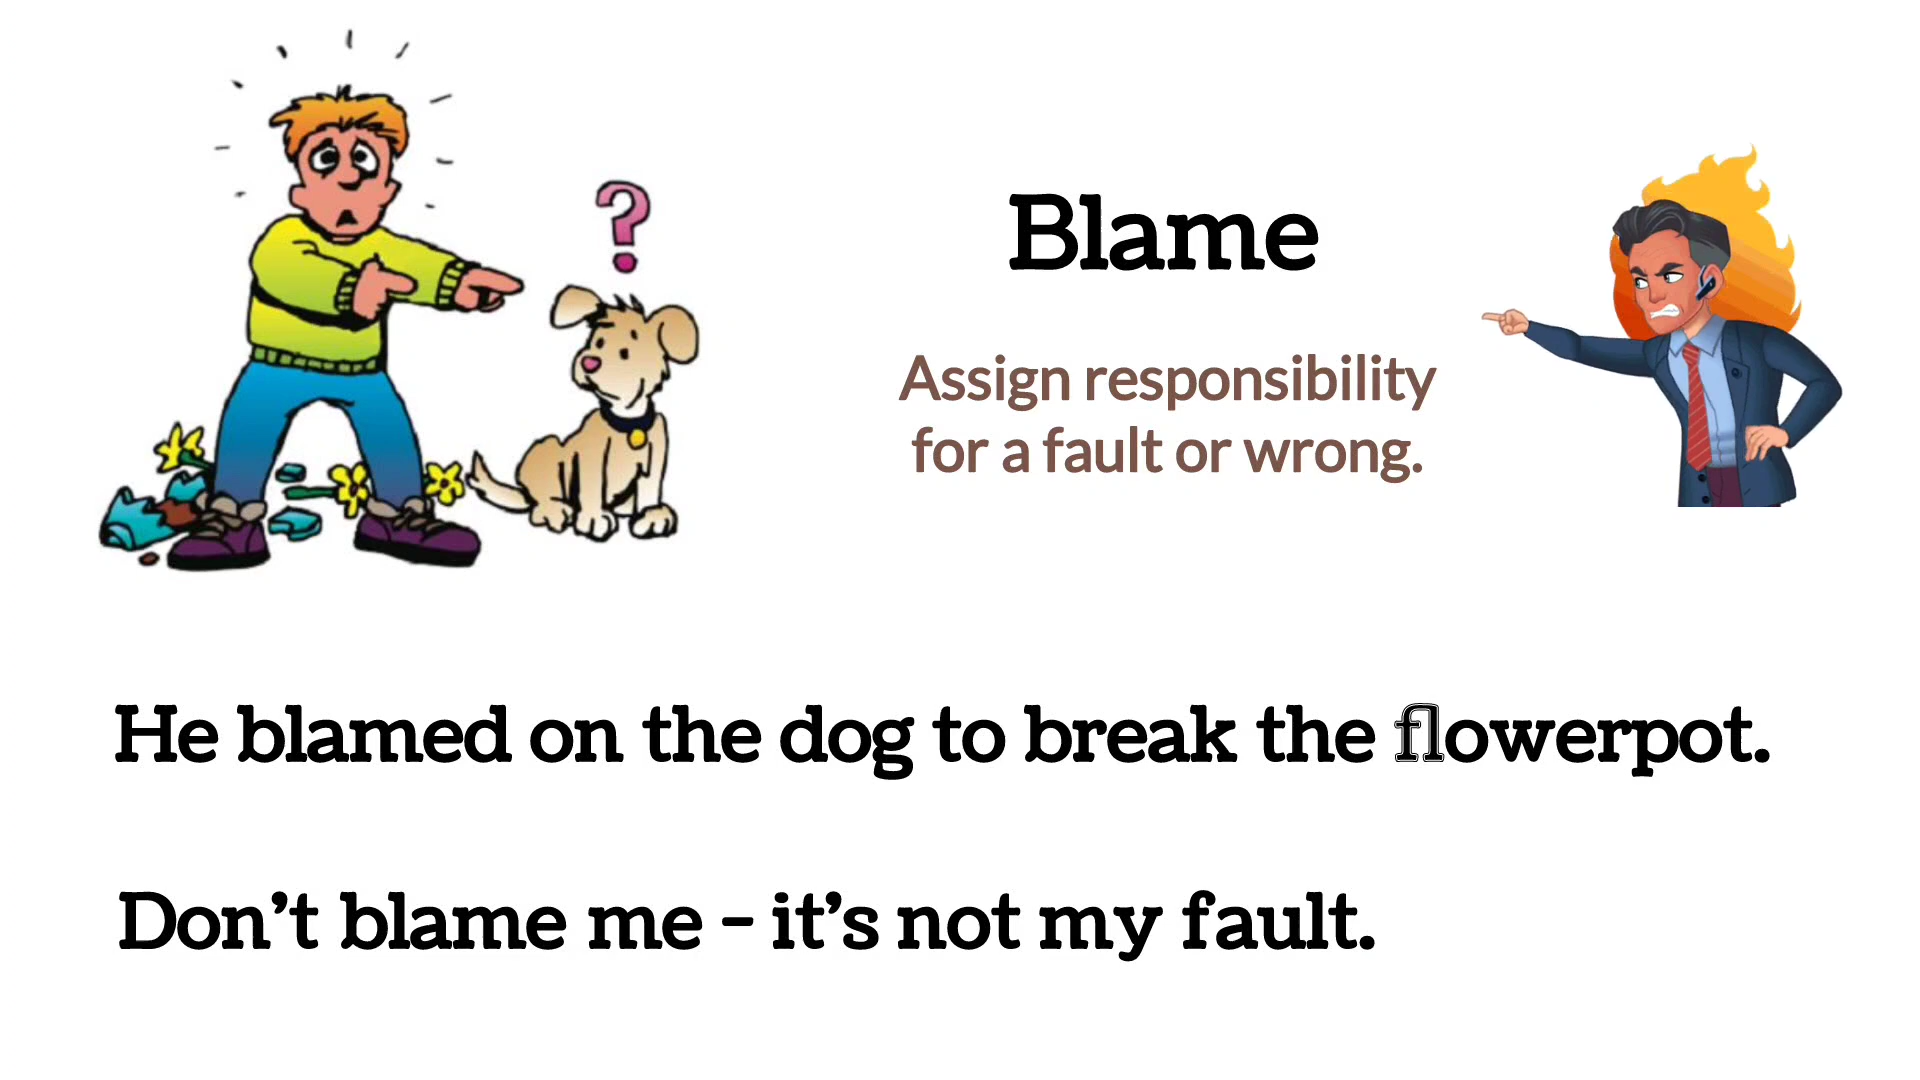 ?
Blame
Assign responsibility
for a fault or wrong.
He blamed on the dog to break the flowerpot.
Don’t blame me - it’s not my fault.